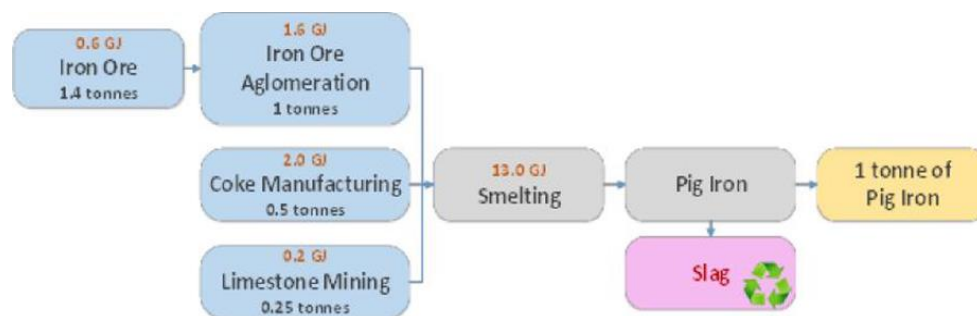 0.6 GJ
Iron Ore
1.4 tonnes
1.6 GJ
Iron Ore
Aglomeration
1 tonnes
2.0 GJ
Coke Manufacturing
0.5 tonnes
0.2 GJ
Limestone Mining
0.25 tonnes
13.0 GJ
Smelting
Pig Iron
Slag
1 tonne of
Pig Iron